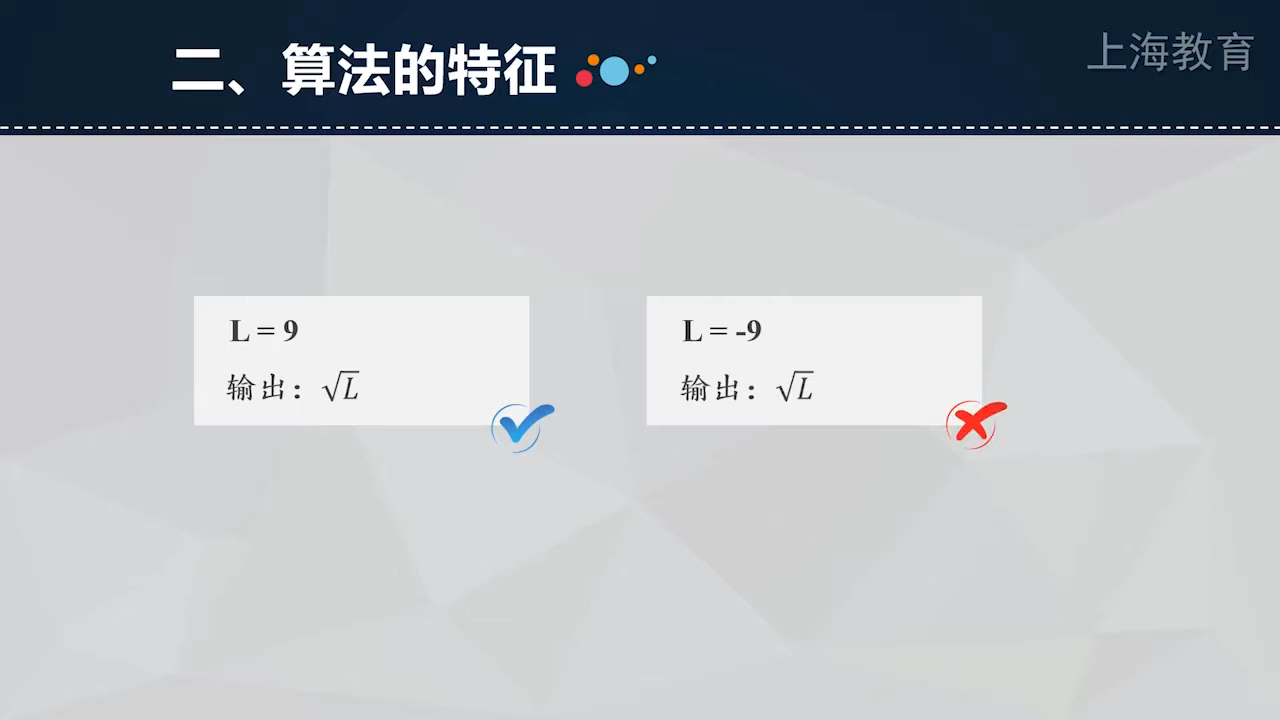 二、算法的特征
上海教育
L = 9
输出：√L
L = -9
输出：√L